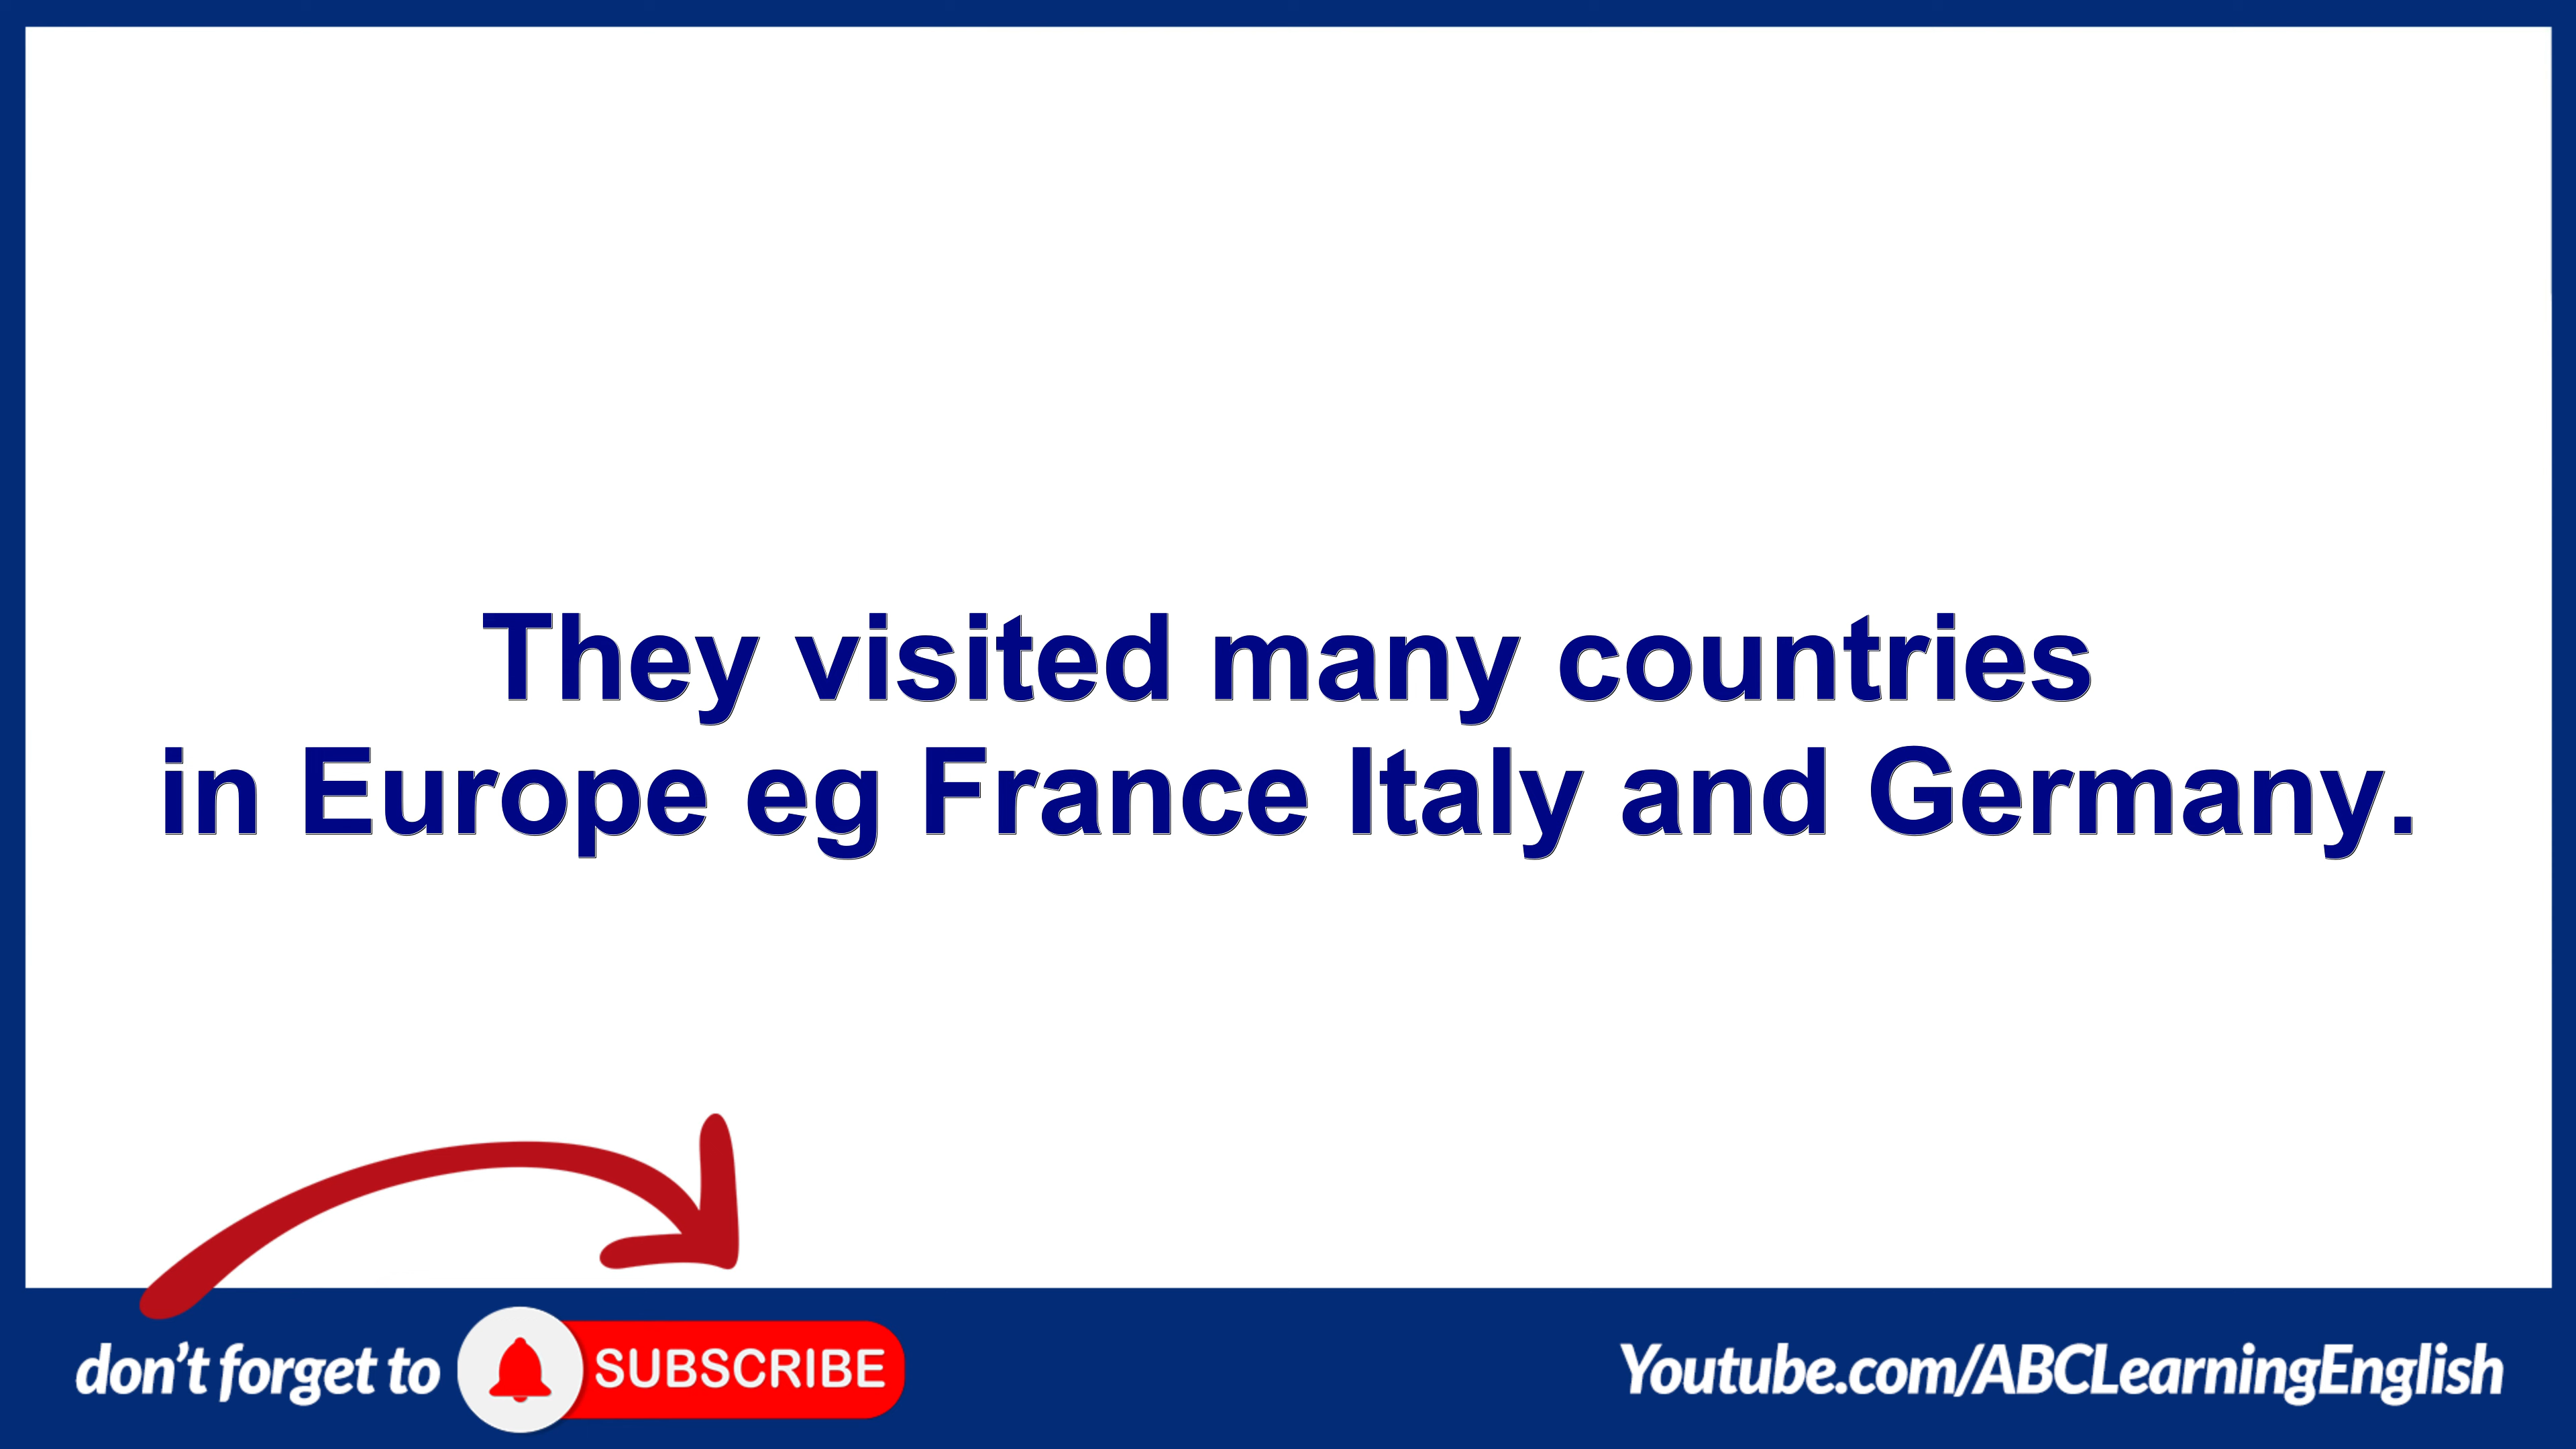 They visited many countries
in Europe eg France Italy and Germany.
don't forget to SUBSCRIBE
Youtube.com/ABCLearningEnglish